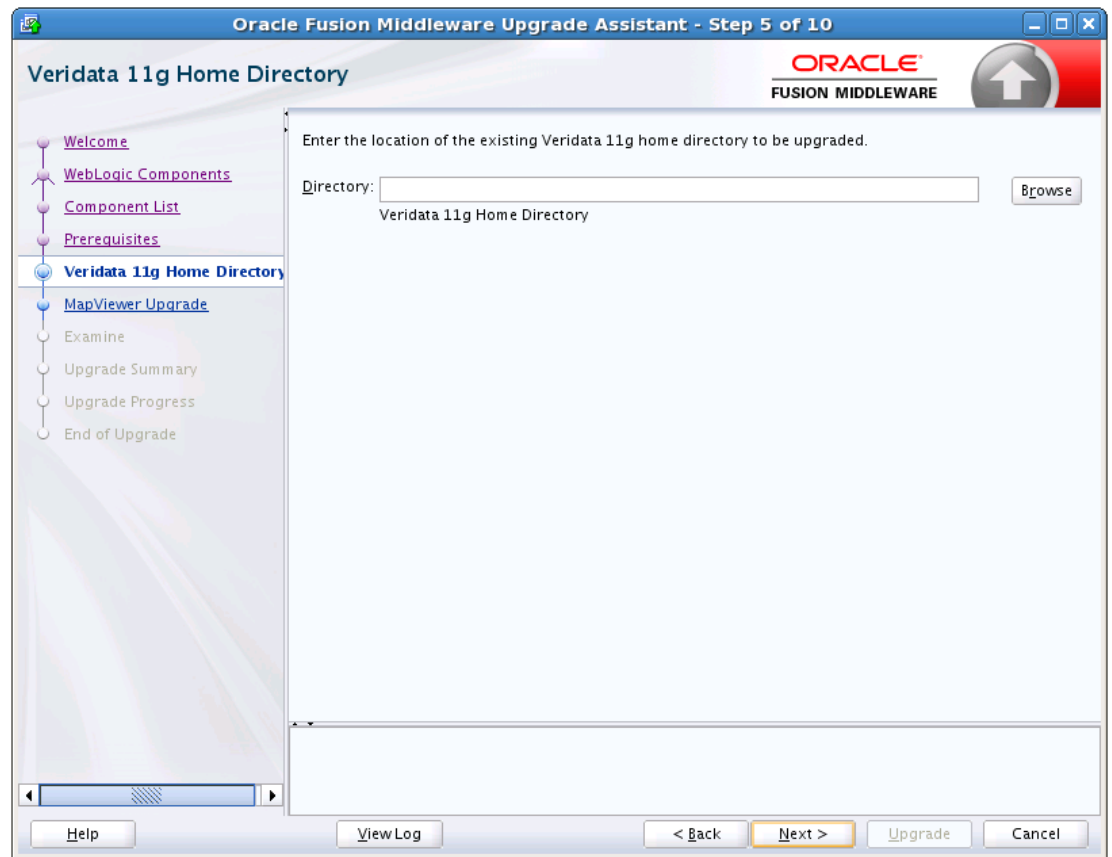 Oracle Fusion Middleware Upgrade Assistant - Step 5 of 10
Veridata 11g Home Directory
ORACLE
FUSION MIDDLEWARE
Welcome
WebLogic Components
Component List
Prerequisites
Veridata 11g Home Directory
MapViewer Upgrade
Examine
Upgrade Summary
Upgrade Progress
End of Upgrade
Enter the location of the existing Veridata 11g home directory to be upgraded.
Directory:
Browse
Veridata 11g Home Directory
Help
View Log
< Back
Next >
Upgrade
Cancel